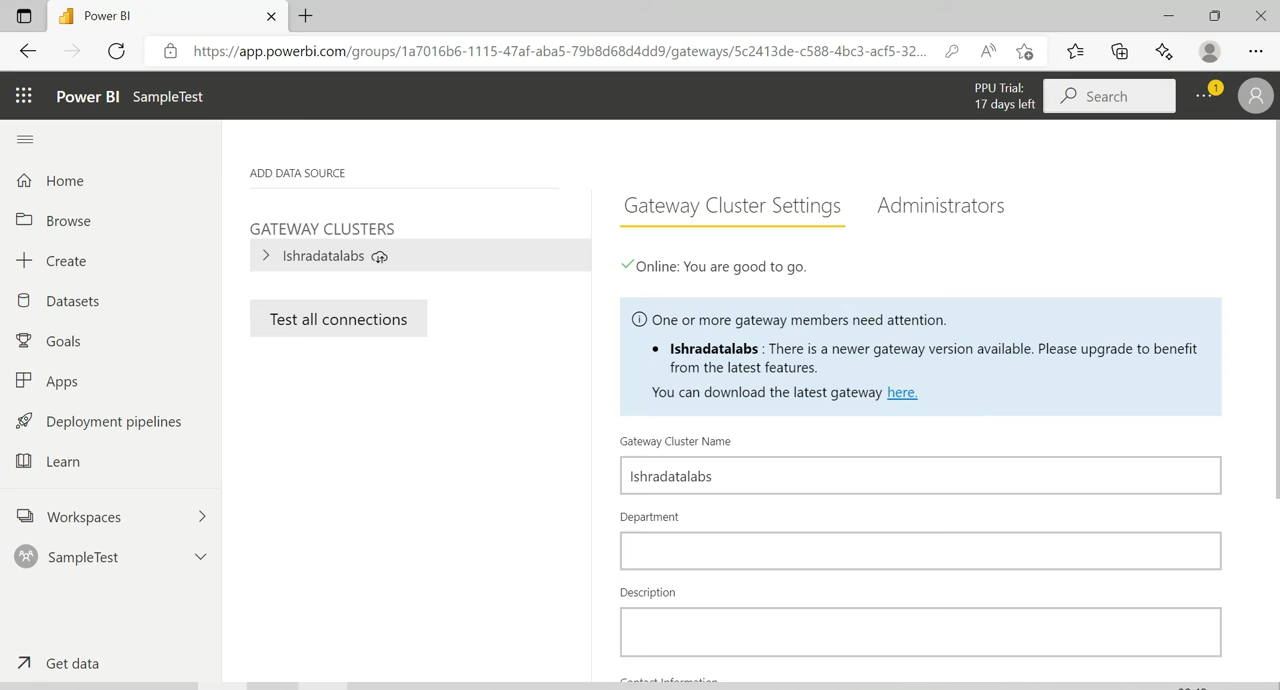 Power BI
https://app.powerbi.com/groups/1a7016b6-1115-47af-aba5-79b8d68d4dd9/gateways/5c2413de-c588-4bc3-acf5-32...
Power BI SampleTest
PPU Trial:
17 days left
Search
1
Home
Browse
Create
Datasets
Goals
Apps
Deployment pipelines
Learn
Workspaces
SampleTest
Get data
ADD DATA SOURCE
GATEWAY CLUSTERS
Ishradatalabs
Test all connections
Gateway Cluster Settings Administrators
Online: You are good to go.
One or more gateway members need attention.
• Ishradatalabs : There is a newer gateway version available. Please upgrade to benefit
from the latest features.
You can download the latest gateway here.
Gateway Cluster Name
Ishradatalabs
Department
Description
Contact Information